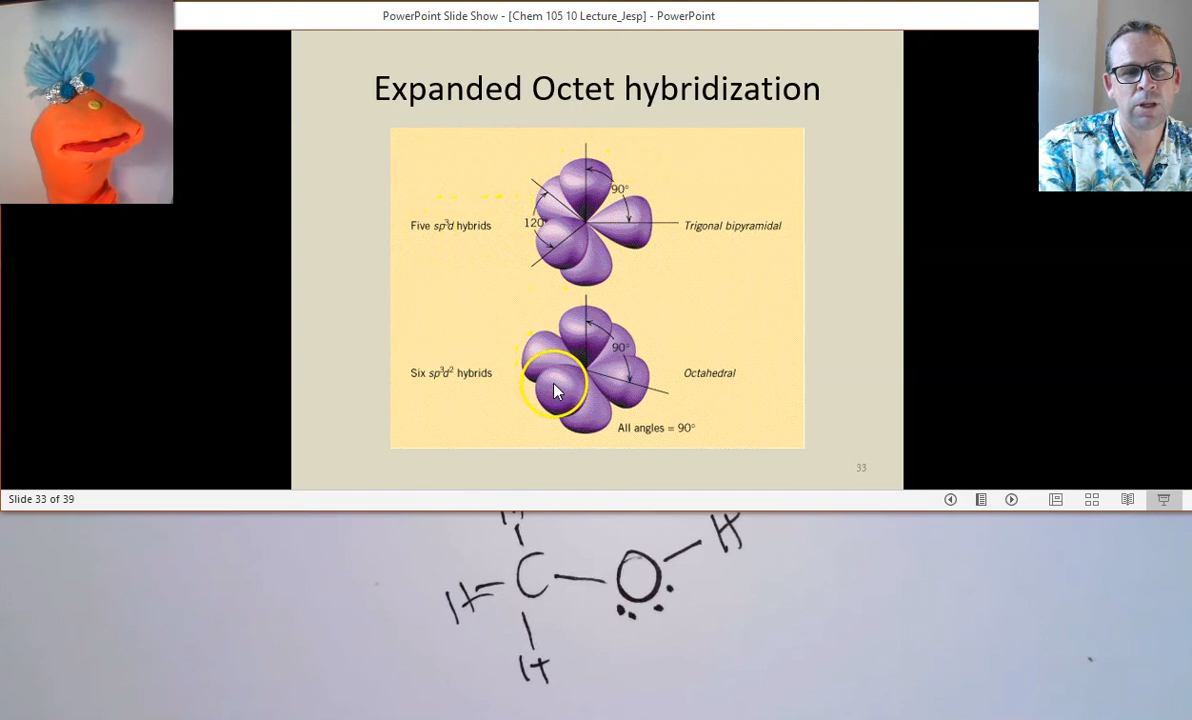 PowerPoint Slide Show - [Chem 105 10 Lecture_Jesp] - PowerPoint
Expanded Octet hybridization
90°
120°
Five sp³d hybrids
Trigonal bipyramidal
90°
Six sp³d² hybrids
Octahedral
All angles = 90°
33
Slide 33 of 39
H
H C O
H